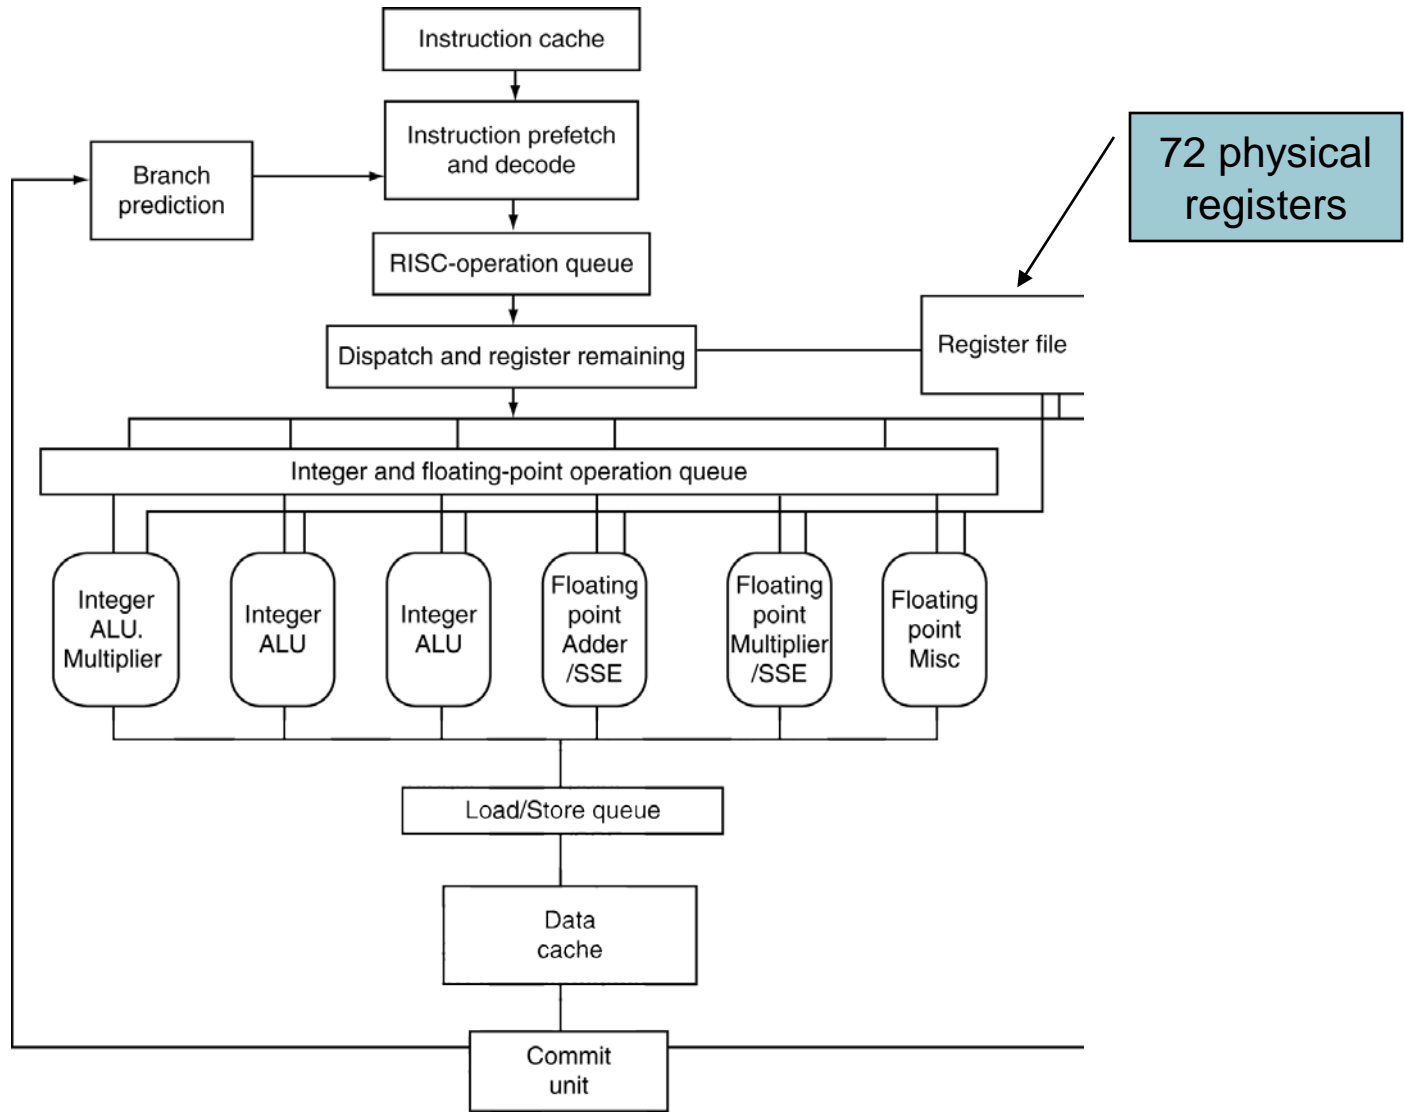 Instruction cache
Instruction prefetch
and decode
72 physical
registers
Branch
prediction
RISC-operation queue
Dispatch and register remaining
Register file
Integer and floating-point operation queue
Integer
ALU.
Multiplier
Integer
ALU
Integer
ALU
Floating
point
Adder
/SSE
Floating
point
Multiplier
/SSE
Floating
point
Misc
Load/Store queue
Data
cache
Commit
unit